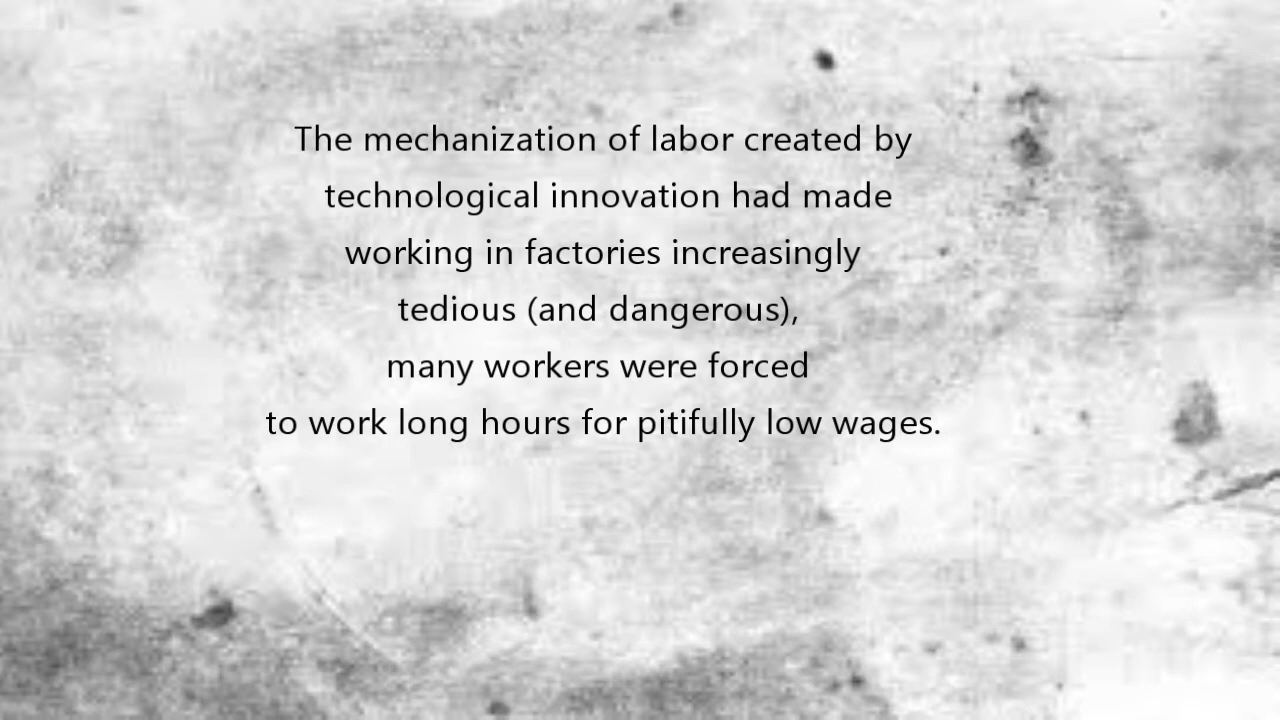 The mechanization of labor created by
technological innovation had made
working in factories increasingly
tedious (and dangerous),
many workers were forced
to work long hours for pitifully low wages.